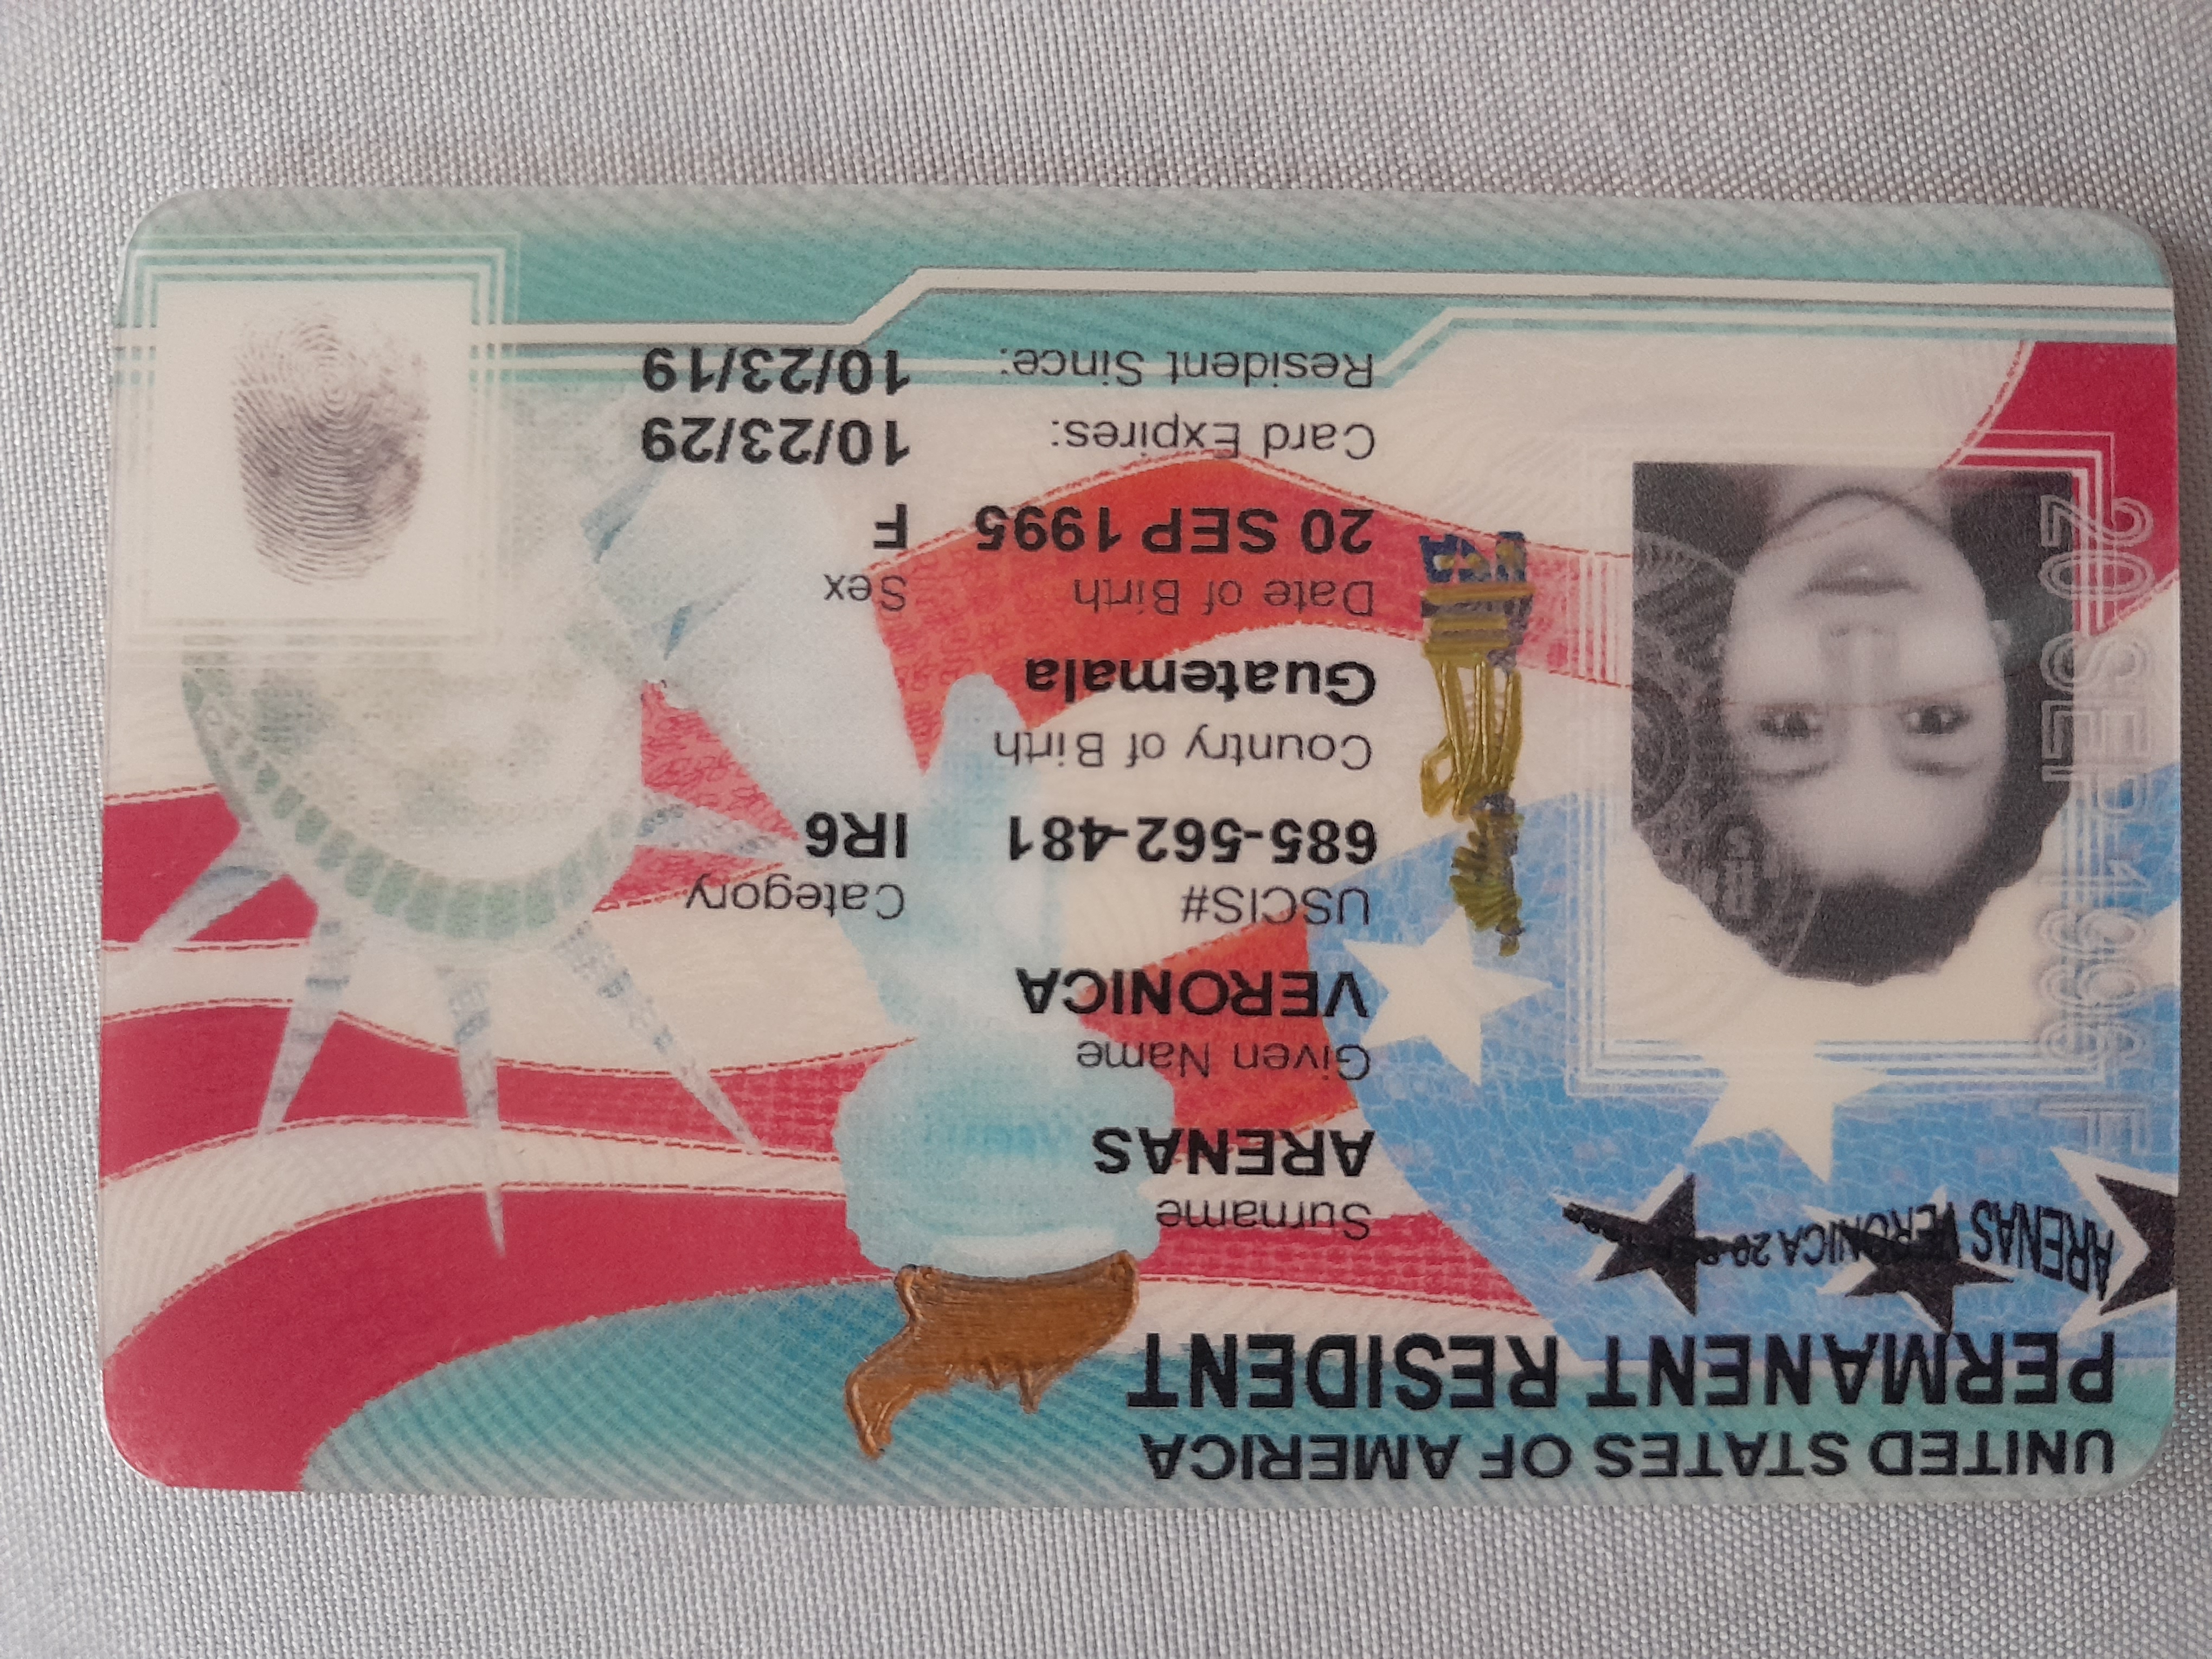 UNITED STATES OF AMERICA
PERMANENT RESIDENT
ARENAS VERONICA
Surname
ARENAS
Given Name
VERONICA
USCIS# Category
685-562-481 IR6
Country of Birth
Guatemala
Date of Birth Sex
20 SEP 1995 F
Card Expires: 10/23/29
Resident Since: 10/23/19
20 SEP 1995 F